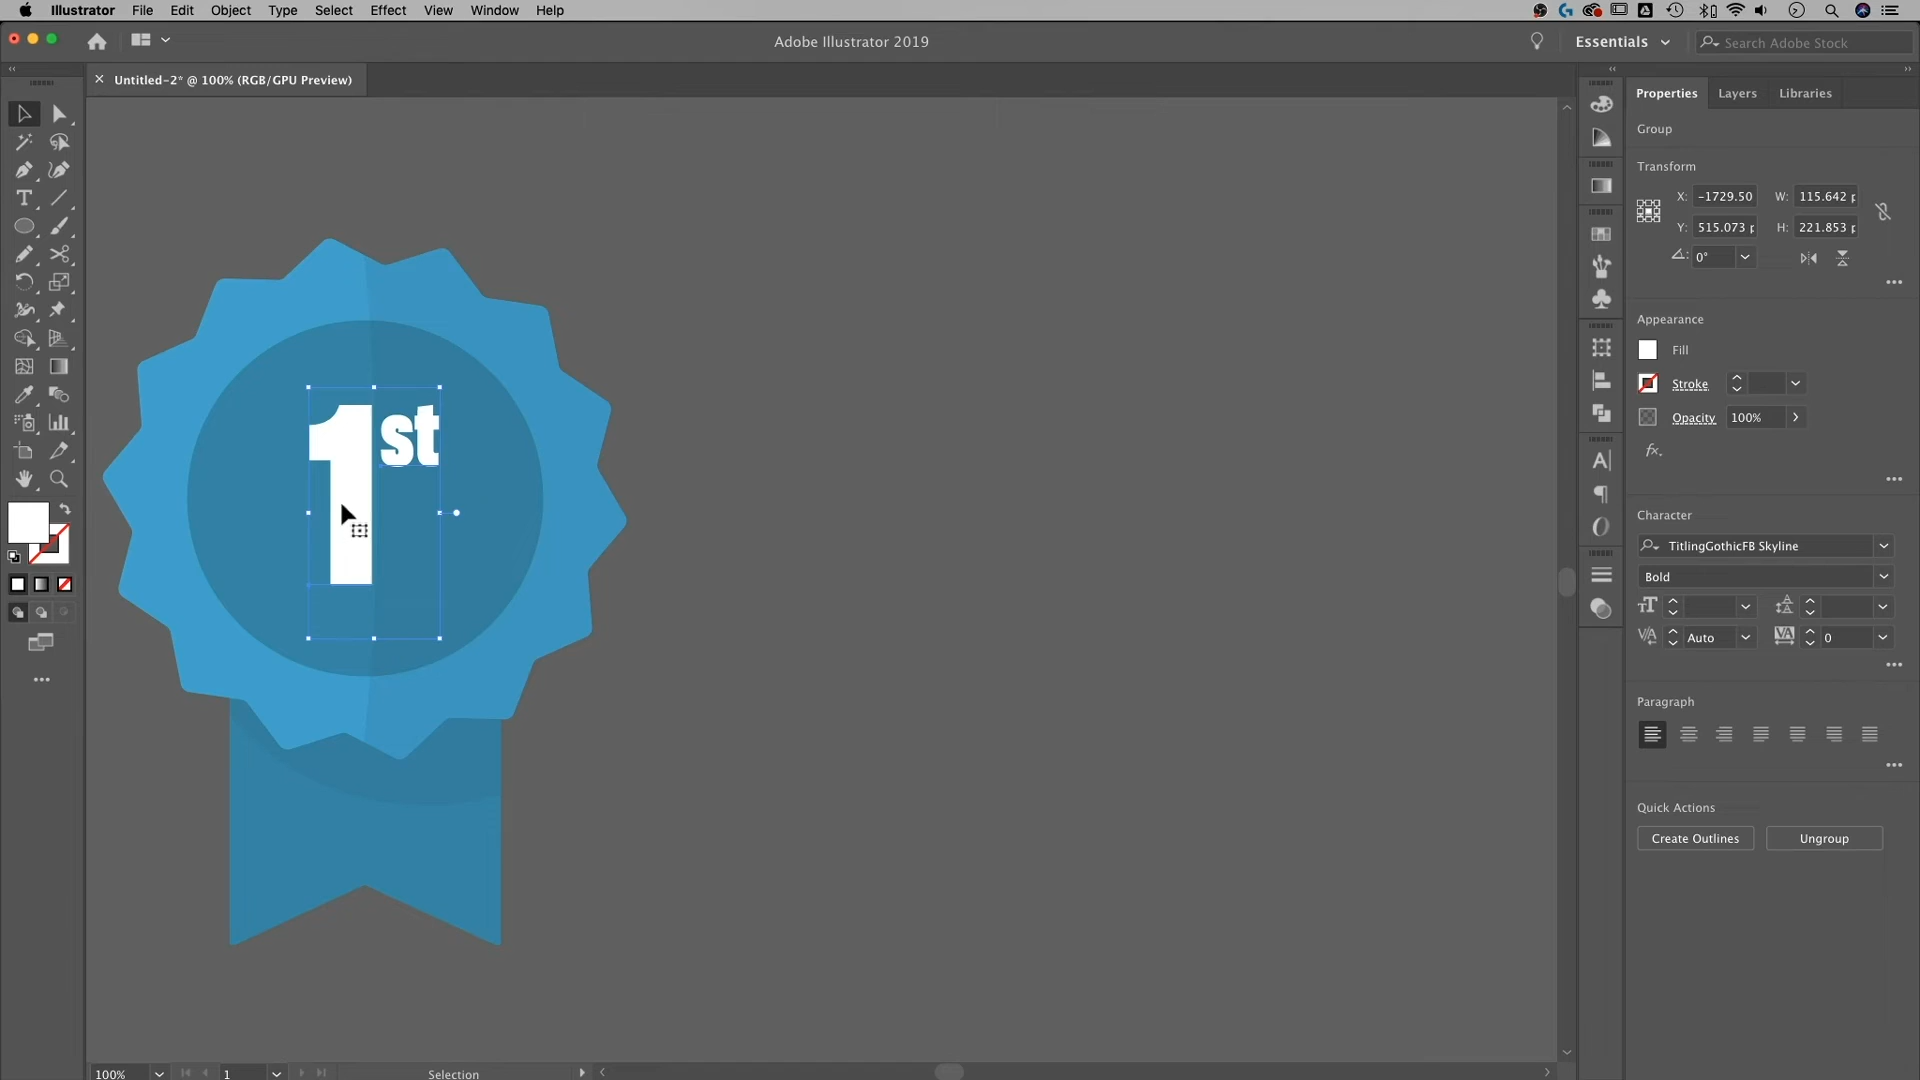 Illustrator File Edit Object Type Select Effect View Window Help
Adobe Illustrator 2019
Essentials
Search Adobe Stock
Untitled-2* @ 100% (RGB/GPU Preview)
Properties Layers Libraries
Group
Transform
X: -1729.50 W: 115.642 p
Y: 515.073 p H: 221.853 p
0°
Appearance
Fill
Stroke
Opacity 100%
fx.
Character
TitlingGothicFB Skyline
Bold
Auto 0
Paragraph
Quick Actions
Create Outlines Ungroup
1st
100% 1 Selection